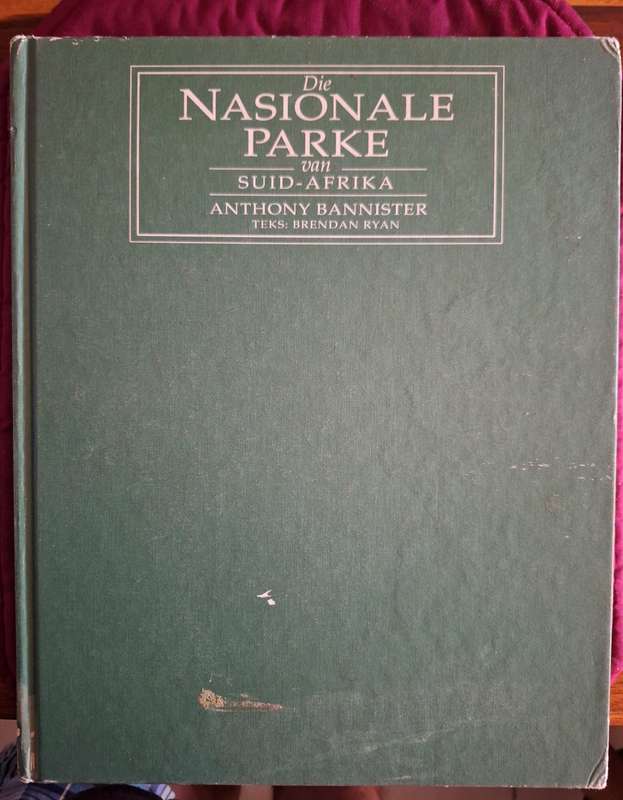 Die
NASIONALE
PARKE
van
SUID-AFRIKA
ANTHONY BANNISTER
TEKS: BRENDAN RYAN